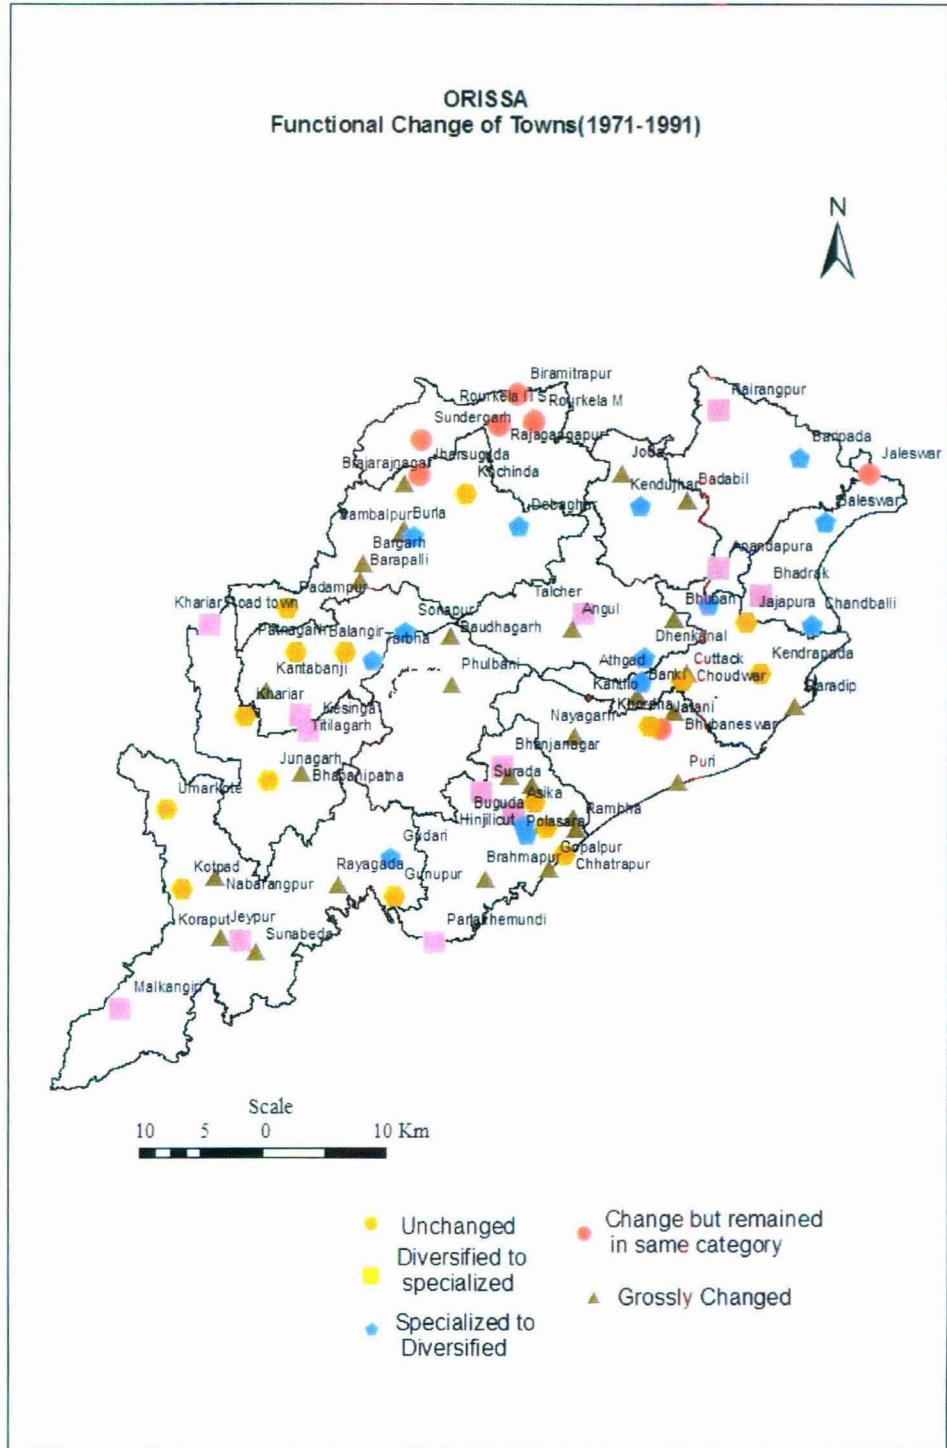 ORISSA
Functional Change of Towns(1971-1991)
N
Biramitrapur
Rourkela ITS
Rourkela M
Sundergarh
Rajagangapur
Rairangpur
Jharsuguda
Brajarajnagar
Kuchinda
Joda
Baripada
Jaleswar
Kendujhar
Badabil
Baleswar
Sambalpur
Burla
Debaghar
Bargarh
Barapalli
Anandapura
Bhadrak
Padampur
Khariar Road town
Sonapur
Talcher
Angul
Bhuban
Jajapura
Chandballi
Patnagarh
Balangir
Tarbha
Baudhagarh
Dhenkanal
Kendrapada
Kantabanji
Phulbani
Athgad
Cuttack
Banki
Choudwar
Khariar
Kesinga
Kantilo
Paradip
Titilagarh
Nayagarh
Khordha
Jatani
Bhubaneswar
Junagarh
Bhanjanagar
Puri
Bhabanipatna
Surada
Umarkote
Asika
Buguda
Rambha
Hinjilicut
Polasara
Gudari
Gopalpur
Kotpad
Rayagada
Brahmapur
Chhatrapur
Nabarangpur
Gunupur
Koraput
Jeypur
Sunabeda
Parlakhemundi
Malkangiri
Scale
10 5 0 10 Km
Unchanged
Diversified to
specialized
Specialized to
Diversified
Change but remained
in same category
Grossly Changed